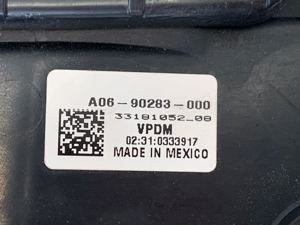 A06-90283-000
33181052_08
VPDM
02:31:0333917
MADE IN MEXICO